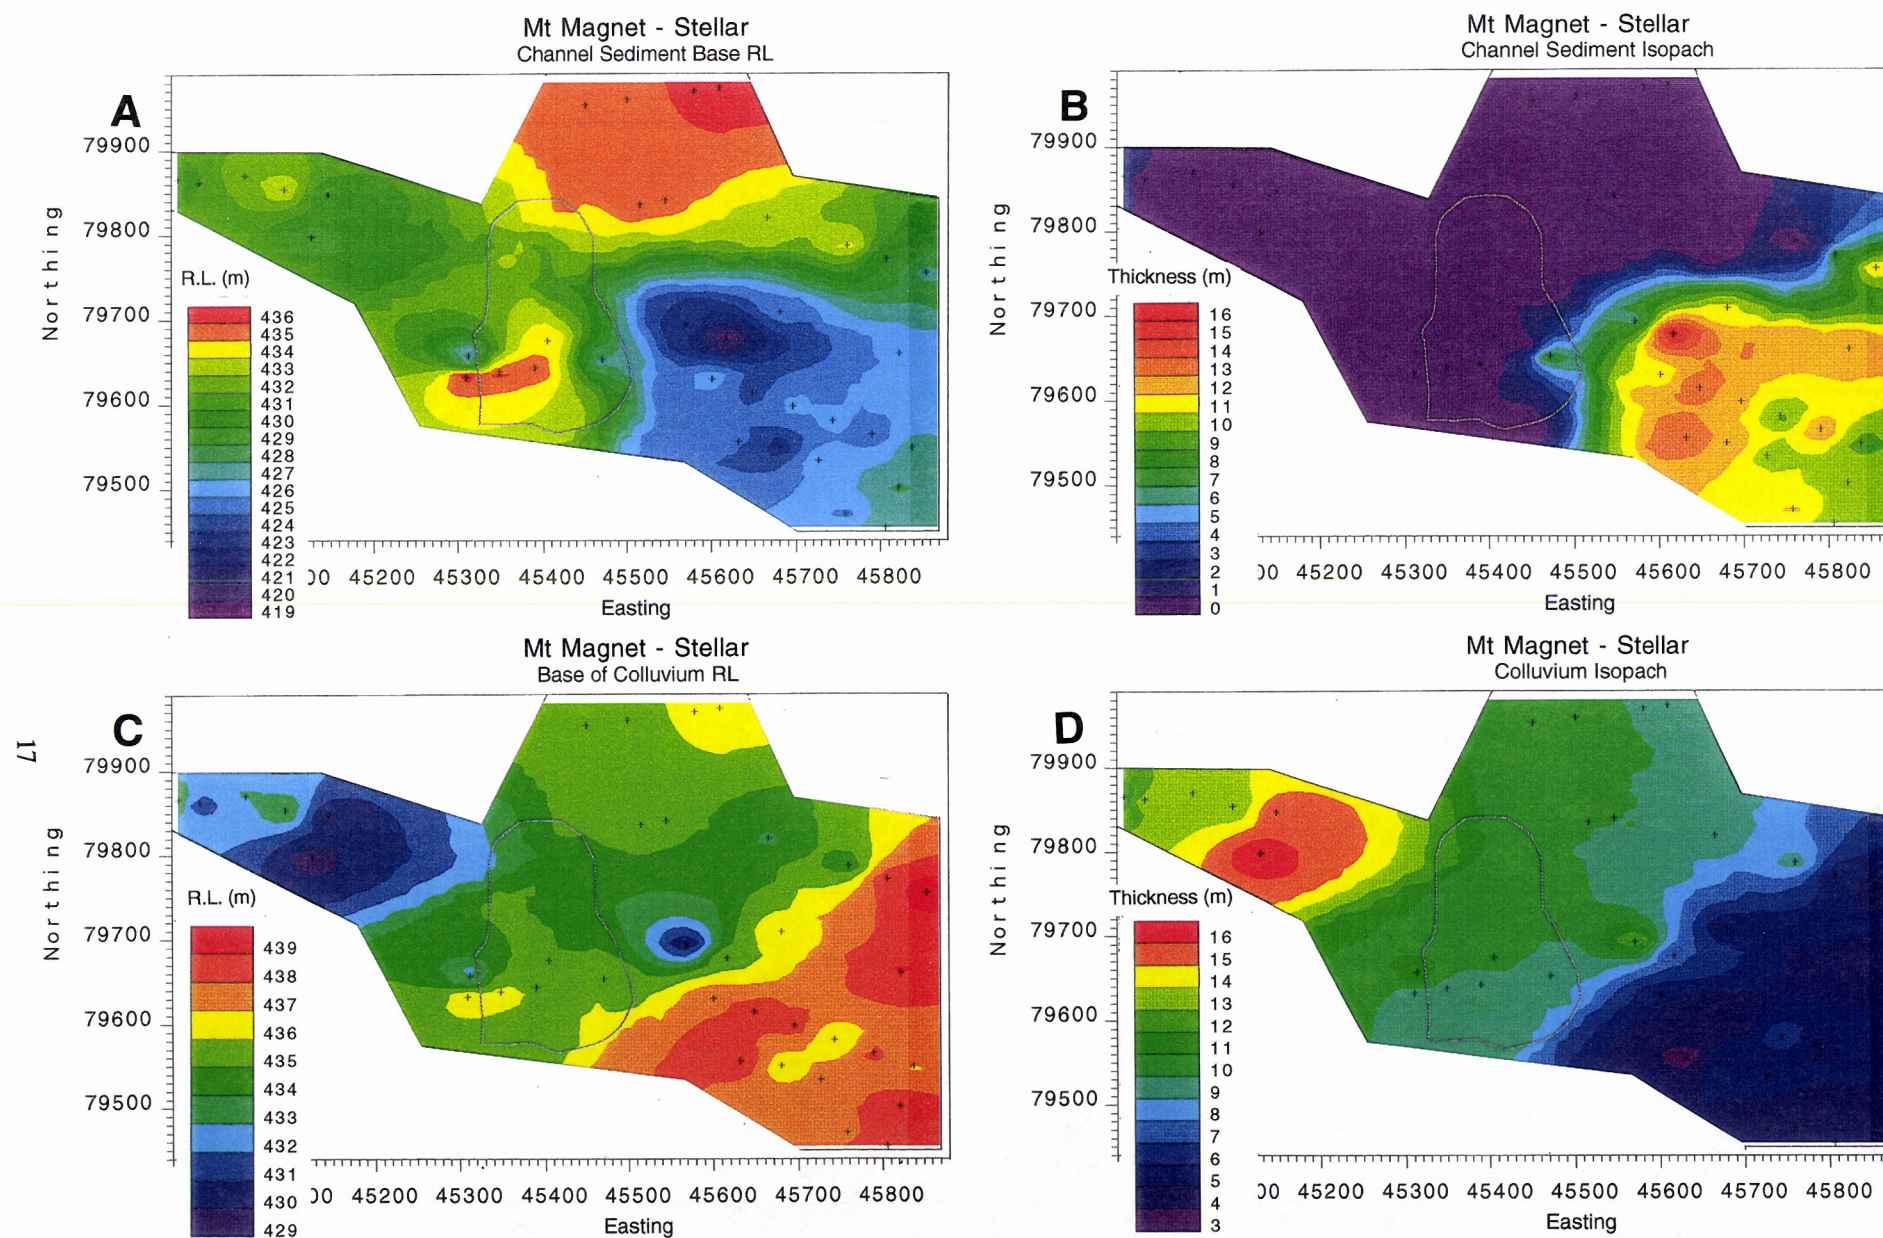 Mt Magnet - Stellar
Channel Sediment Base RL
A
Northing
79900
79800
79700
79600
79500
R.L. (m)
436
435
434
433
432
431
430
429
428
427
426
425
424
423
422
421
420
419
00 45200 45300 45400 45500 45600 45700 45800
Easting
Mt Magnet - Stellar
Channel Sediment Isopach
B
Northing
79900
79800
79700
79600
79500
Thickness (m)
16
15
14
13
12
11
10
9
8
7
6
5
4
3
2
1
0
00 45200 45300 45400 45500 45600 45700 45800
Easting
17
Mt Magnet - Stellar
Base of Colluvium RL
C
Northing
79900
79800
79700
79600
79500
R.L. (m)
439
438
437
436
435
434
433
432
431
430
429
00 45200 45300 45400 45500 45600 45700 45800
Easting
Mt Magnet - Stellar
Colluvium Isopach
D
Northing
79900
79800
79700
79600
79500
Thickness (m)
16
15
14
13
12
11
10
9
8
7
6
5
4
3
00 45200 45300 45400 45500 45600 45700 45800
Easting